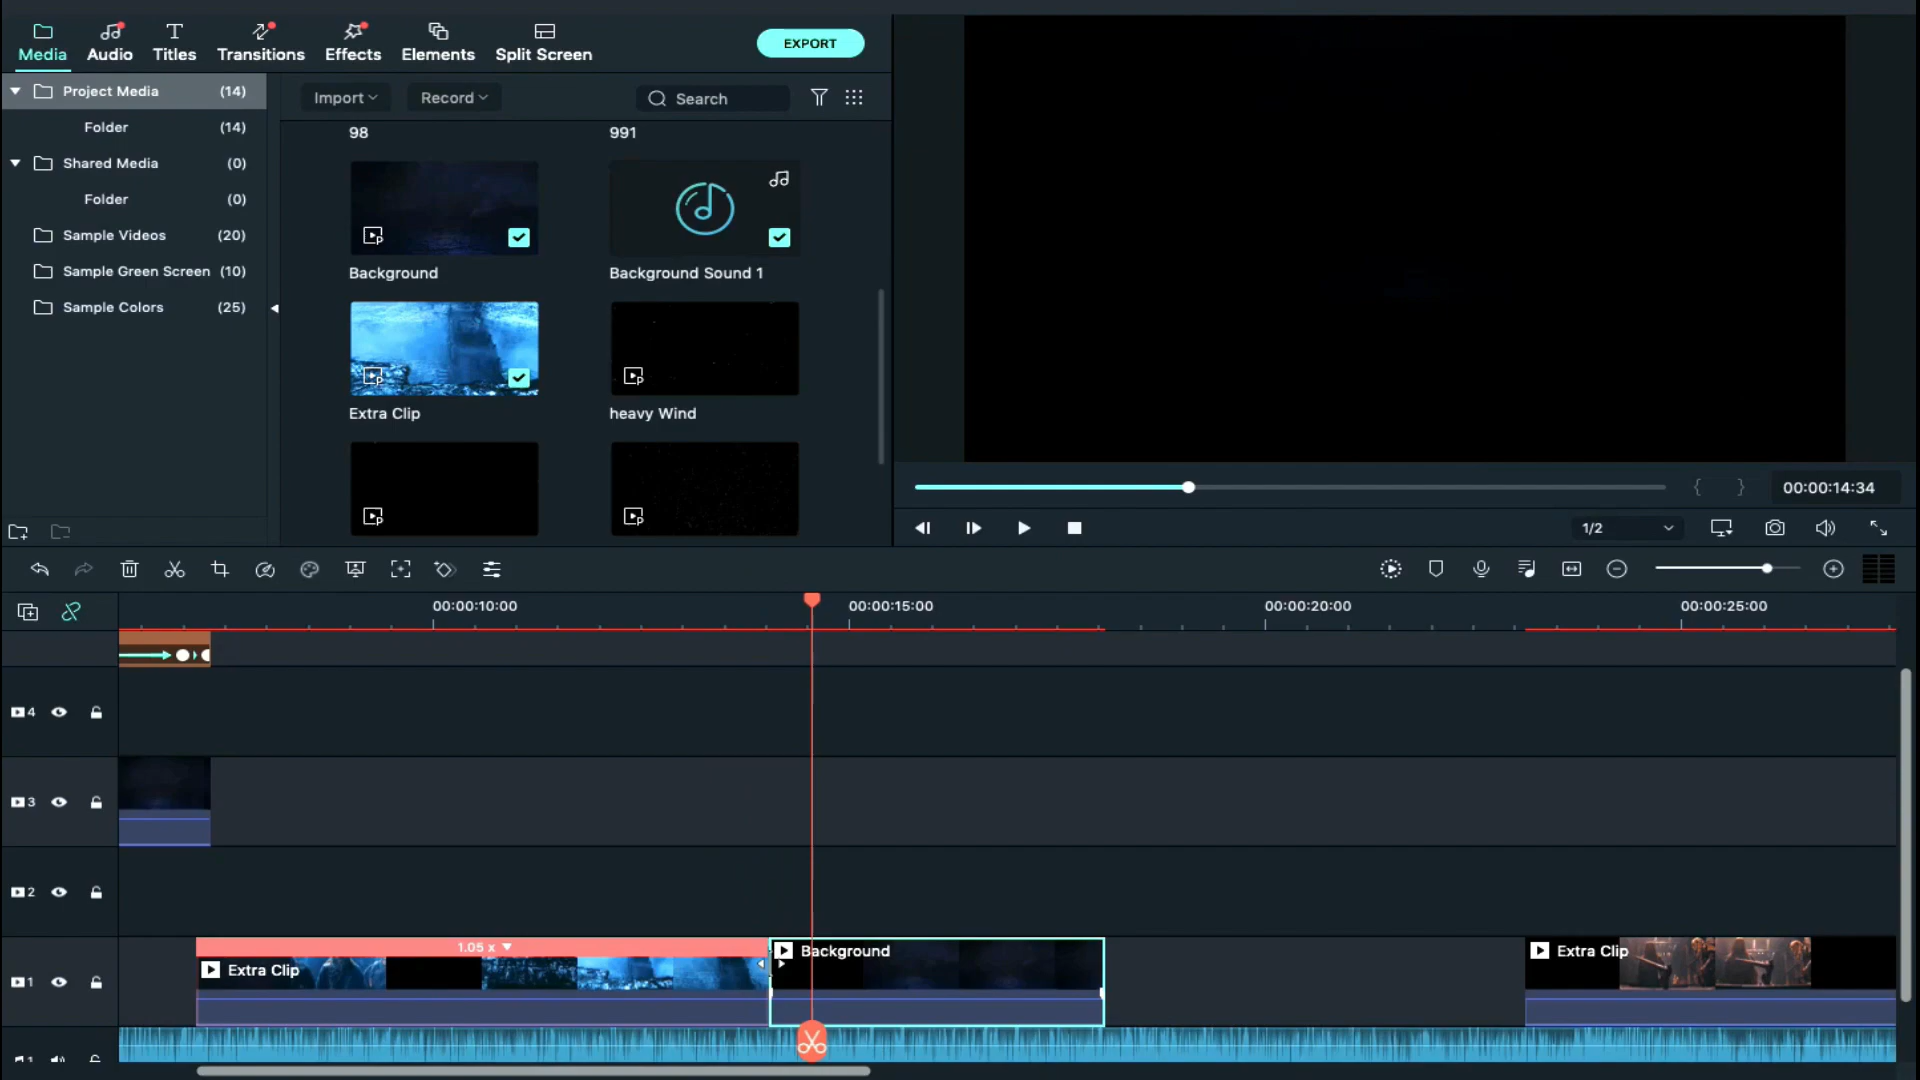 Media
Audio
Titles
Transitions
Effects
Elements
Split Screen
EXPORT
Project Media (14)
Folder (14)
Shared Media (0)
Folder (0)
Sample Videos (20)
Sample Green Screen (10)
Sample Colors (25)
Import
Record
Search
98
991
Background
Background Sound 1
Extra Clip
heavy Wind
00:00:14:34
1/2
00:00:10:00
00:00:15:00
00:00:20:00
00:00:25:00
4
3
2
1
1.05 x
Extra Clip
Background
Extra Clip
1